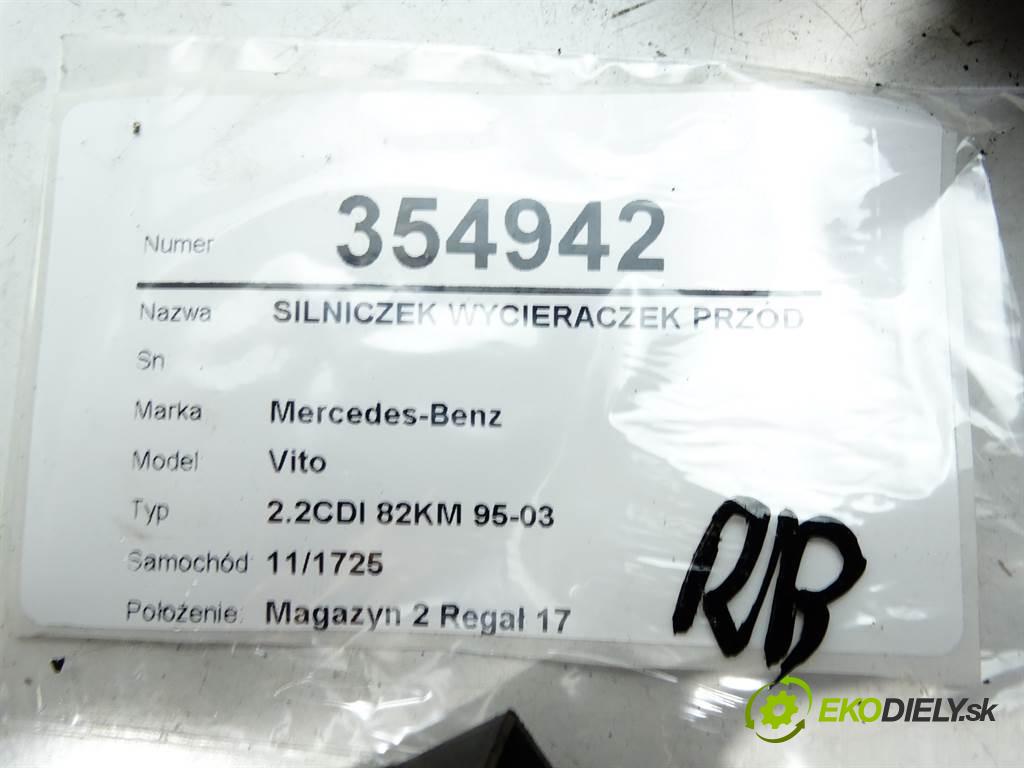 Numer 354942
Nazwa SILNICZEK WYCIERACZEK PRZÓD
Sn
Marka Mercedes-Benz
Model Vito
Typ 2.2CDI 82KM 95-03
Samochód 11/1725
Położenie: Magazyn 2 Regał 17
RB
EKODIELY.sk